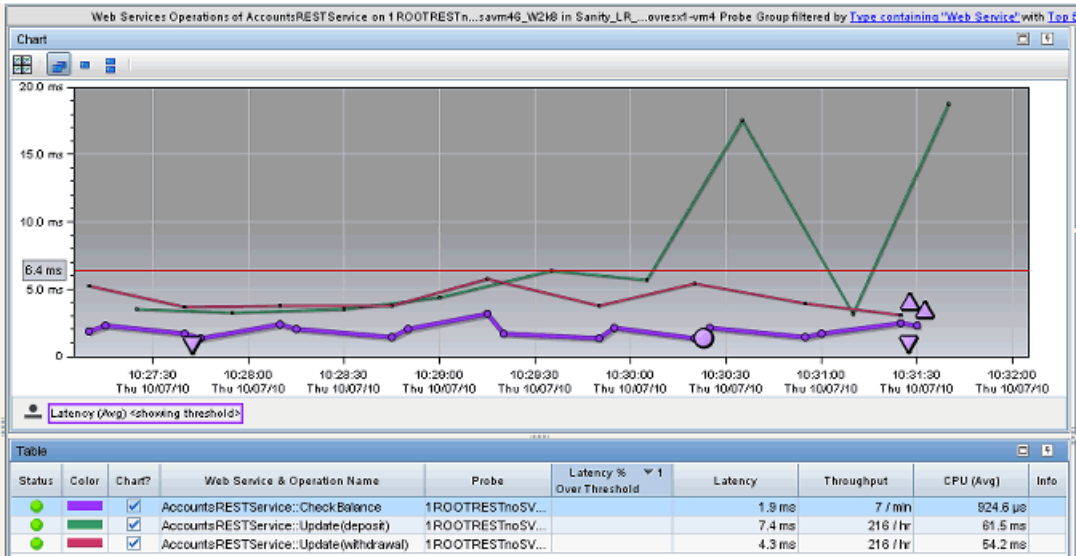 Web Services Operations of AccountsRESTService on 1ROOTRESTn...savm46_W2k8 in Sanity_LR_...ovresx1-vm4 Probe Group filtered by Type containing "Web Service" with Top
Chart
20.0 ms
15.0 ms
10.0 ms
6.4 ms
5.0 ms
0
10:27:30 10:28:00 10:28:30 10:29:00 10:29:30 10:30:00 10:30:30 10:31:00 10:31:30 10:32:00
Thu 10/07/10 Thu 10/07/10 Thu 10/07/10 Thu 10/07/10 Thu 10/07/10 Thu 10/07/10 Thu 10/07/10 Thu 10/07/10 Thu 10/07/10 Thu 10/07/10
Latency (Avg) <showing threshold>
Table
Status Color Chart? Web Service & Operation Name Probe Latency % Over Threshold 1 Latency Throughput CPU (Avg) Info
AccountsRESTService::CheckBalance 1ROOTRESTnoSV... 1.9 ms 7 / min 924.6 µs
AccountsRESTService::Update(deposit) 1ROOTRESTnoSV... 7.4 ms 216 / hr 61.5 ms
AccountsRESTService::Update(withdrawal) 1ROOTRESTnoSV... 4.3 ms 216 / hr 54.2 ms